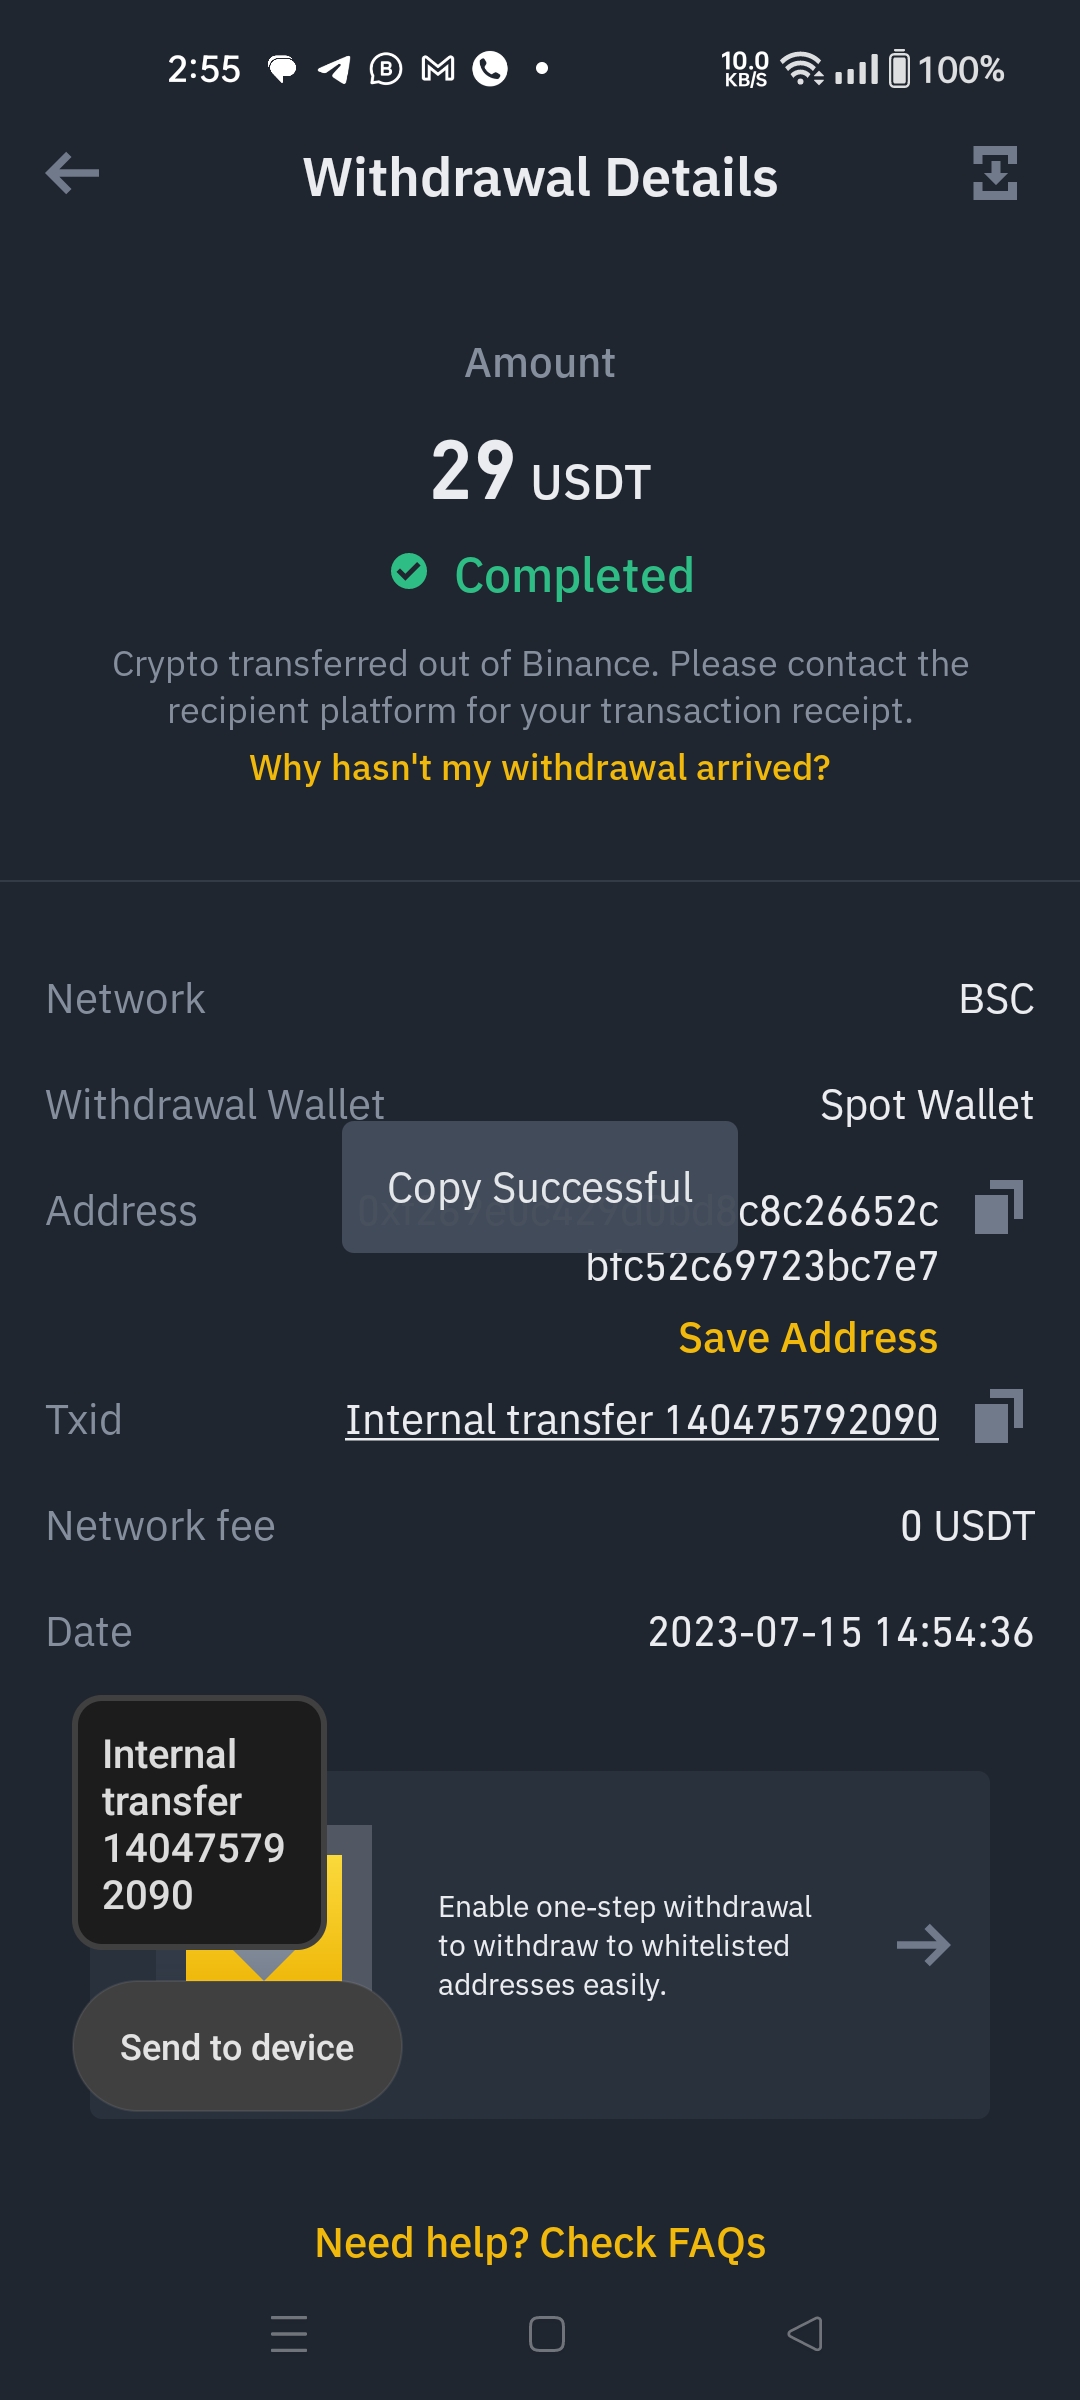 2:55 10.0 KB/S 100%
Withdrawal Details
Amount
29 USDT
Completed
Crypto transferred out of Binance. Please contact the
recipient platform for your transaction receipt.
Why hasn't my withdrawal arrived?
Network BSC
Withdrawal Wallet Spot Wallet
Copy Successful
Address c8c26652c
bfc52c69723bc7e7
Save Address
Txid Internal transfer 140475792090
Network fee 0 USDT
Date 2023-07-15 14:54:36
Internal
transfer
14047579
2090
Enable one-step withdrawal
to withdraw to whitelisted
addresses easily.
Send to device
Need help? Check FAQs